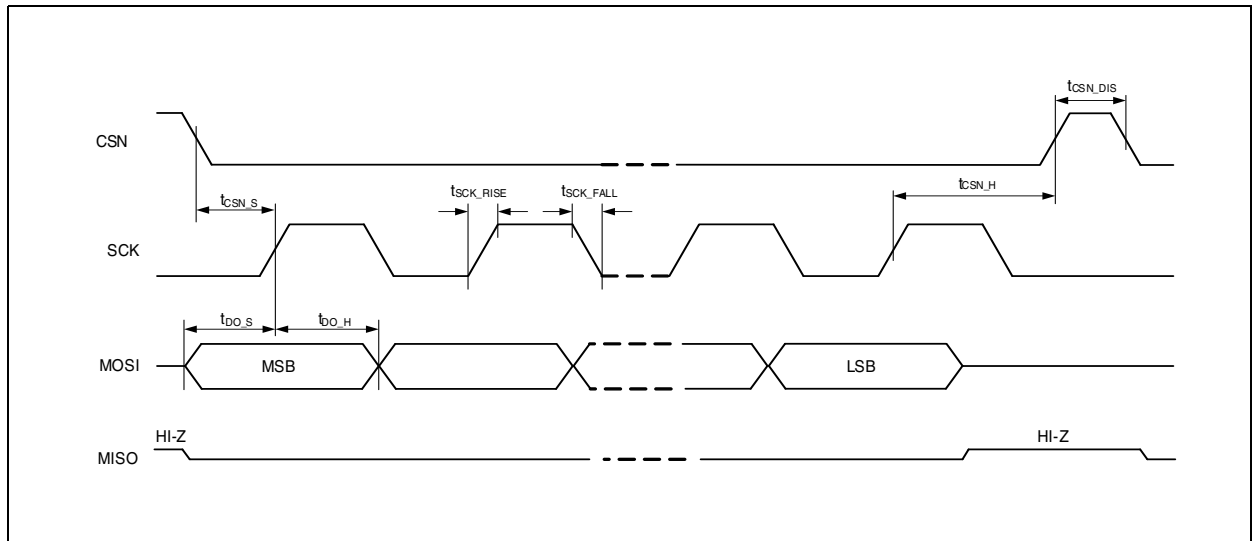 tCSN_DIS
CSN
tCSN_S
tSCK_RISE
tSCK_FALL
tCSN_H
SCK
tDO_S
tDO_H
MOSI
MSB
LSB
HI-Z
HI-Z
MISO